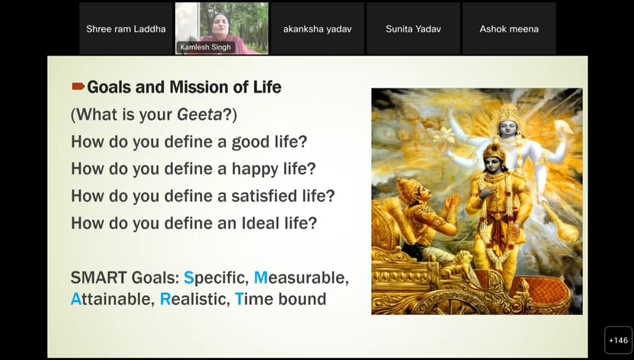 Shree ram Laddha
Kamlesh Singh
akanksha yadav
Sunita Yadav
Ashok meena
Goals and Mission of Life
(What is your Geeta?)
How do you define a good life?
How do you define a happy life?
How do you define a satisfied life?
How do you define an Ideal life?
SMART Goals: Specific, Measurable,
Attainable, Realistic, Time bound
+146